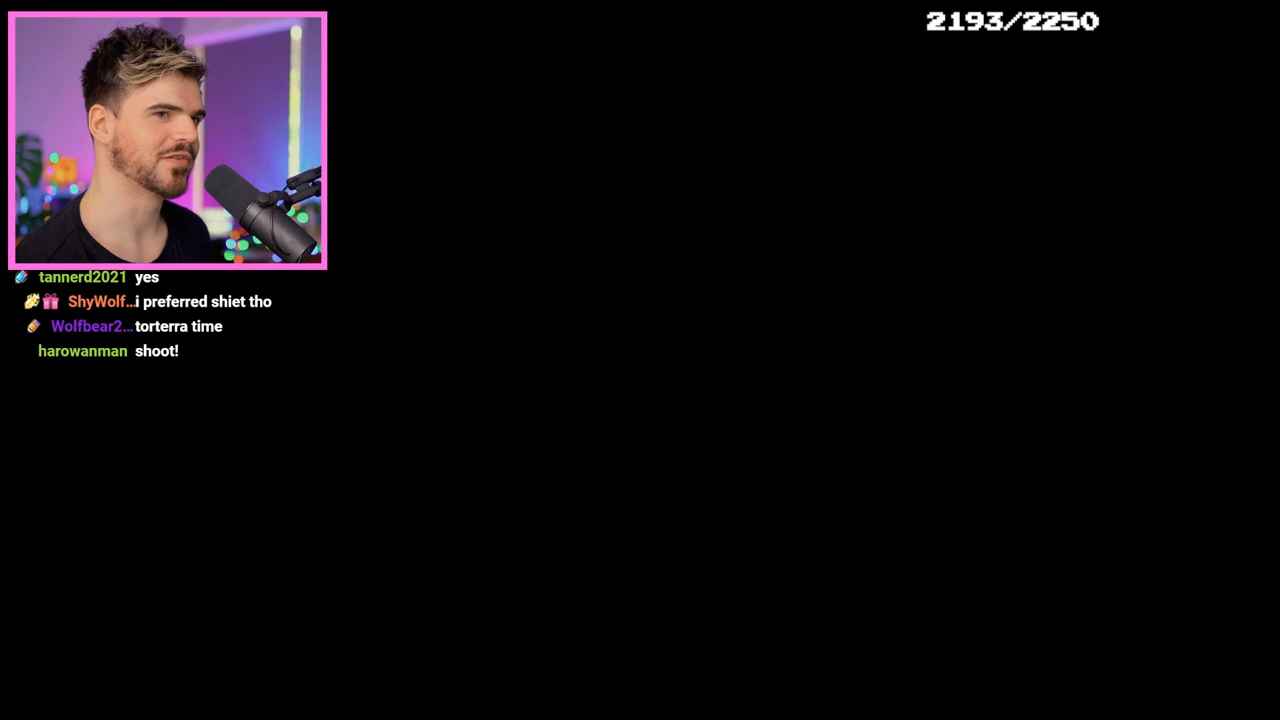 2193/2250
tannerd2021 yes
ShyWolf… i preferred shiet tho
Wolfbear2… torterra time
harowanman shoot!